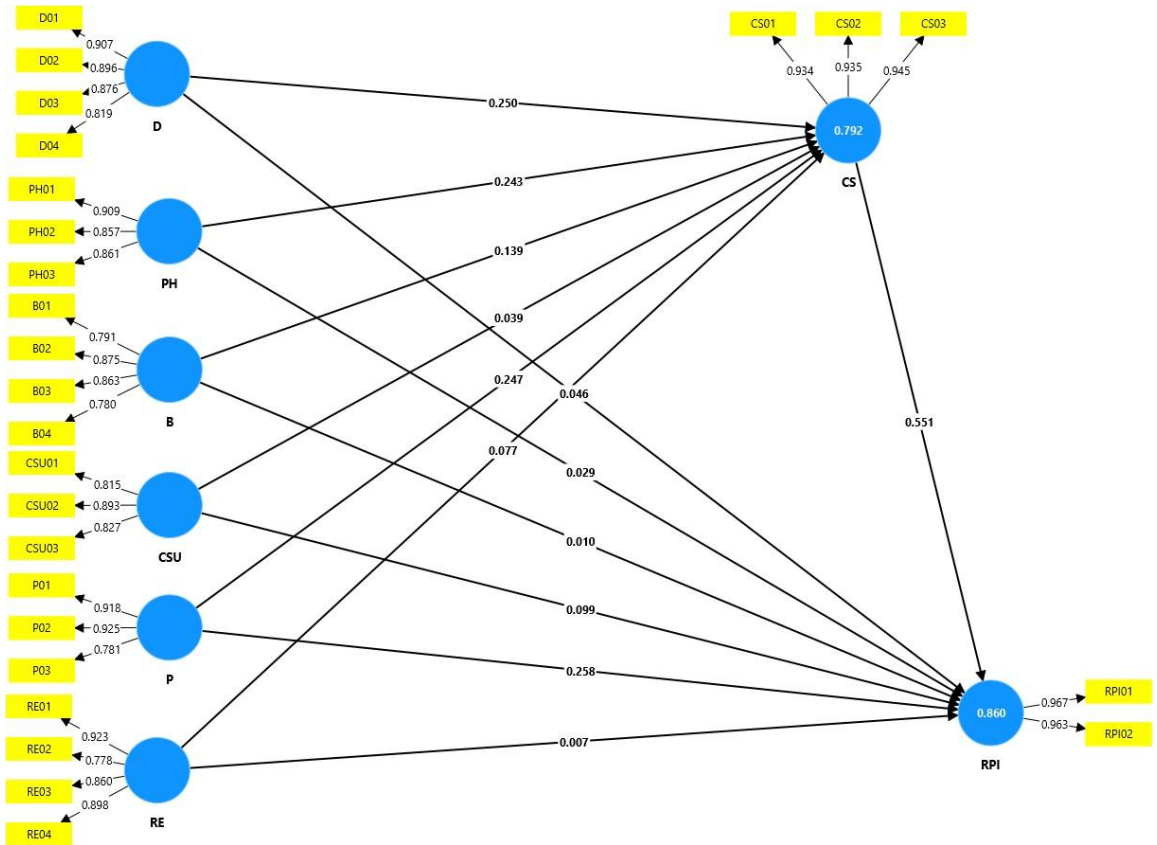 D01
0.907
D02
0.896
D03
0.876
D04
0.819
D
PH01
0.909
PH02
0.857
PH03
0.861
PH
B01
0.791
B02
0.875
B03
0.863
B04
0.780
B
CSU01
0.815
CSU02
0.893
CSU03
0.827
CSU
P01
0.918
P02
0.925
P03
0.781
P
RE01
0.923
RE02
0.778
RE03
0.860
RE04
0.898
RE
0.250
0.243
0.139
0.039
0.247
0.077
0.046
0.029
0.010
0.099
0.258
0.007
CS01
CS02
CS03
0.934
0.935
0.945
0.792
CS
0.551
0.860
RPI
0.967
RPI01
0.963
RPI02